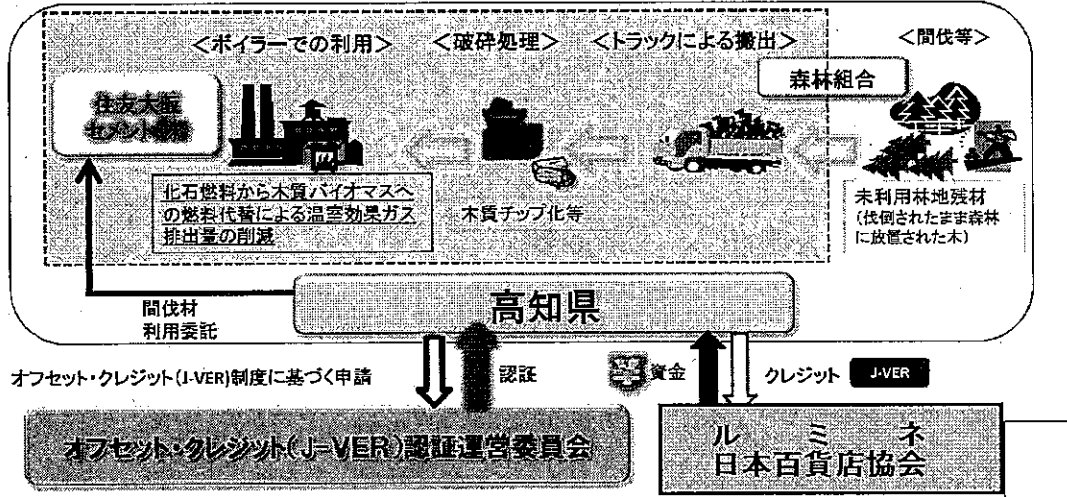 <ボイラーでの利用>
<破砕処理>
<トラックによる搬出>
<間伐等>
森林組合
住友大阪
セメント
化石燃料から木質バイオマスへ
の燃料代替による温室効果ガス
排出量の削減
木質チップ化等
未利用林地残材
(伐倒されたまま森林
に放置された木)
間伐材
利用委託
高知県
オフセット・クレジット(J-VER)制度に基づく申請
認証
資金
クレジット
J-VER
オフセット・クレジット(J-VER)認証運営委員会
ルミネ
日本百貨店協会